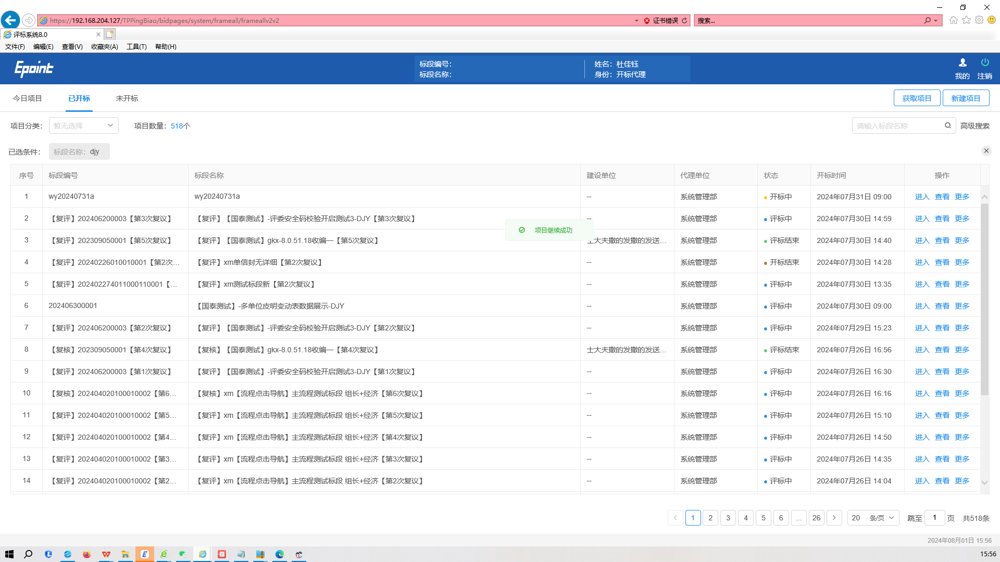 https://192.168.204.127/TPPingBiao/bidpages/system/frameall/frameallv2v2
证书错误
搜索...
评标系统8.0
文件(F) 编辑(E) 查看(V) 收藏夹(A) 工具(T) 帮助(H)
Epoint
标段编号：
标段名称：
姓名：杜佳钰
身份：开标代理
我的
注销
今日项目 已开标 未开标
获取项目 新建项目
项目分类： 暂无选择 项目数量：518个
请输入标段名称 高级搜索
已选条件： 标段名称：djy
序号 标段编号 标段名称 建设单位 代理单位 状态 开标时间 操作
1 wy20240731a wy20240731a -- 系统管理部 开标中 2024年07月31日 09:00 进入 查看 更多
2 【复评】202406200003【第3次复议】 【复评】【国泰测试】-评委安全码校验开启测试3-DJY【第3次复议】 -- 系统管理部 评标中 2024年07月30日 14:59 进入 查看 更多
项目继续成功
3 【复评】202309050001【第5次复议】 【复评】【国泰测试】gkx-8.0.51.18收编—【第5次复议】 士大夫撒的发撒的发送... 系统管理部 评标结束 2024年07月30日 14:40 进入 查看 更多
4 【复评】20240226010010001【第2次... 【复评】xm单信封无详细【第2次复议】 -- 系统管理部 开标结束 2024年07月30日 14:28 进入 查看 更多
5 【复评】202402274011000110001【... 【复评】xm测试标段新【第2次复议】 -- 系统管理部 评标中 2024年07月30日 13:35 进入 查看 更多
6 202406300001 【国泰测试】-多单位皮明变动表数据展示-DJY -- 系统管理部 评标中 2024年07月30日 09:00 进入 查看 更多
7 【复评】202406200003【第2次复议】 【复评】【国泰测试】-评委安全码校验开启测试3-DJY【第2次复议】 -- 系统管理部 评标中 2024年07月29日 15:23 进入 查看 更多
8 【复核】202309050001【第4次复议】 【复核】【国泰测试】gkx-8.0.51.18收编—【第4次复议】 士大夫撒的发撒的发送... 系统管理部 评标结束 2024年07月26日 16:56 进入 查看 更多
9 【复评】202406200003【第1次复议】 【复评】【国泰测试】-评委安全码校验开启测试3-DJY【第1次复议】 -- 系统管理部 评标中 2024年07月26日 16:30 进入 查看 更多
10 【复核】202404020100010002【第6... 【复核】xm【流程点击导航】主流程测试标段 组长+经济【第6次复议】 -- 系统管理部 评标中 2024年07月26日 16:16 进入 查看 更多
11 【复评】202404020100010002【第5... 【复评】xm【流程点击导航】主流程测试标段 组长+经济【第5次复议】 -- 系统管理部 评标中 2024年07月26日 15:10 进入 查看 更多
12 【复评】202404020100010002【第4... 【复评】xm【流程点击导航】主流程测试标段 组长+经济【第4次复议】 -- 系统管理部 评标中 2024年07月26日 14:50 进入 查看 更多
13 【复评】202404020100010002【第3... 【复评】xm【流程点击导航】主流程测试标段 组长+经济【第3次复议】 -- 系统管理部 评标中 2024年07月26日 14:35 进入 查看 更多
14 【复评】202404020100010002【第2... 【复评】xm【流程点击导航】主流程测试标段 组长+经济【第2次复议】 -- 系统管理部 评标中 2024年07月26日 14:04 进入 查看 更多
1 2 3 4 5 6 ... 26 20 条/页 跳至 1 页 共518条
2024年08月01日 15:56
15:56